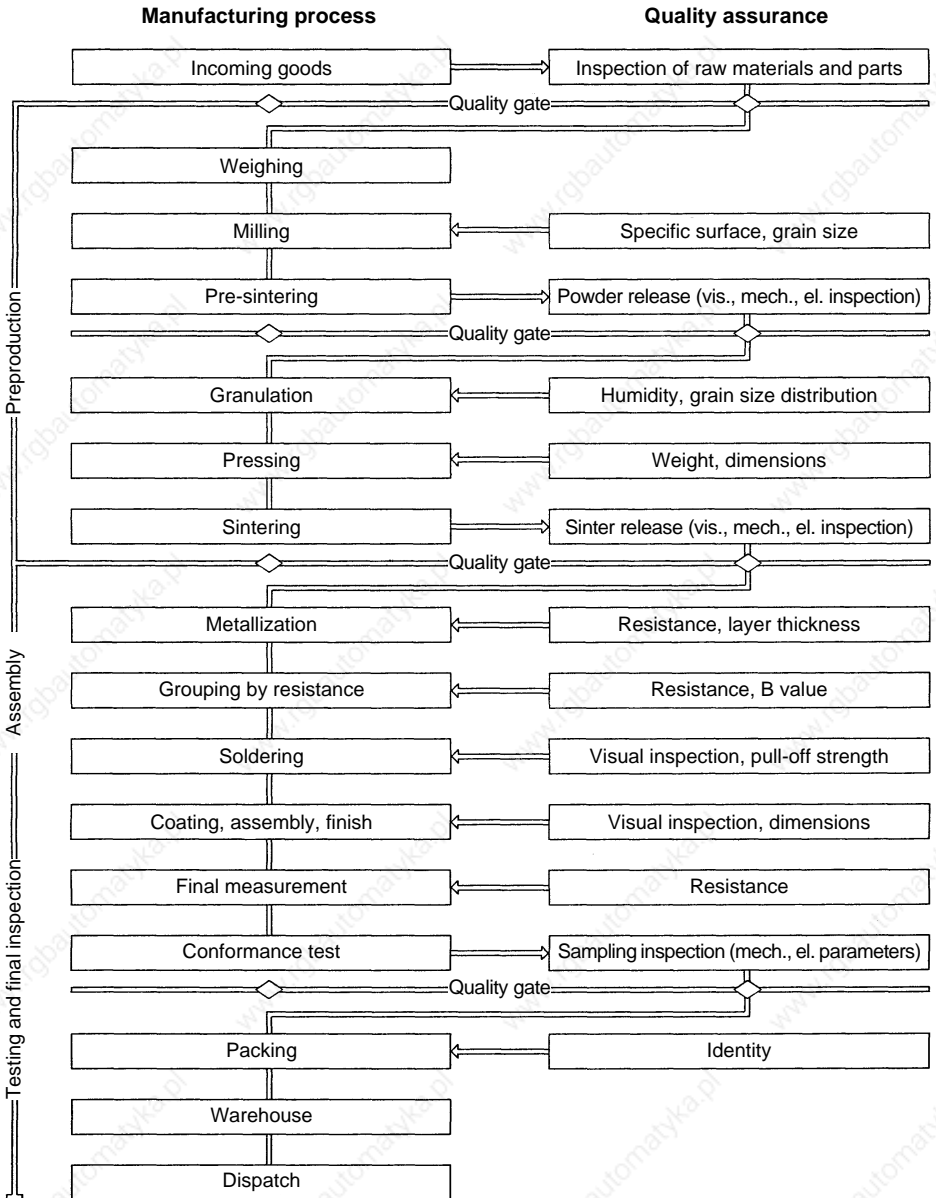 Manufacturing process Quality assurance
Incoming goods Inspection of raw materials and parts
Quality gate
Weighing
Milling Specific surface, grain size
Pre-sintering Powder release (vis., mech., el. inspection)
Quality gate
Preproduction
Granulation Humidity, grain size distribution
Pressing Weight, dimensions
Sintering Sinter release (vis., mech., el. inspection)
Quality gate
Metallization Resistance, layer thickness
Assembly
Grouping by resistance Resistance, B value
Soldering Visual inspection, pull-off strength
Coating, assembly, finish Visual inspection, dimensions
Final measurement Resistance
Conformance test Sampling inspection (mech., el. parameters)
Quality gate
Testing and final inspection
Packing Identity
Warehouse
Dispatch
www.rgbautomatyka.pl